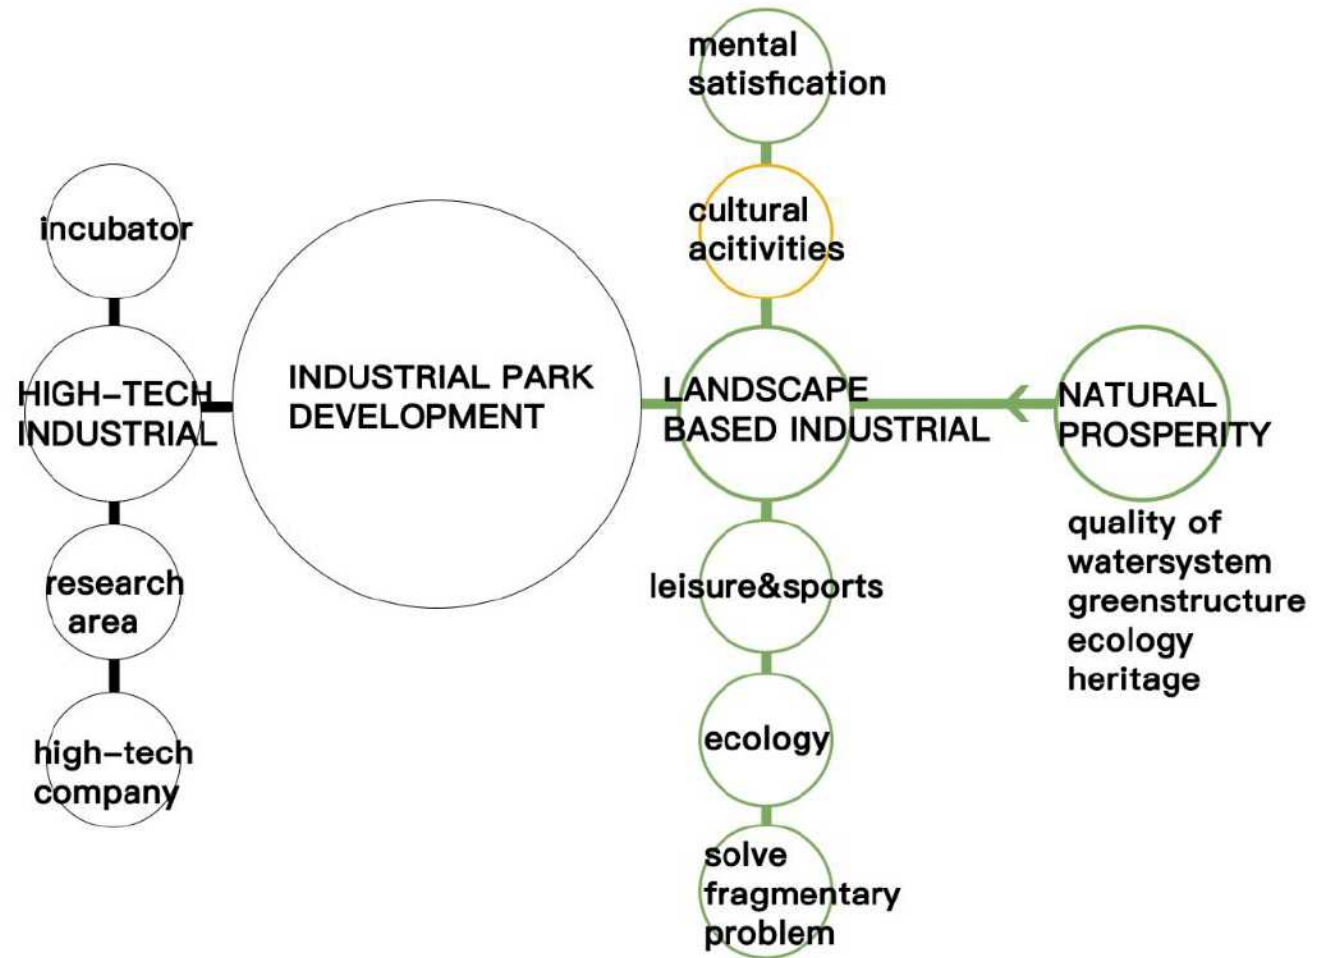 mental
satisfication
cultural
acitivities
incubator
HIGH–TECH
INDUSTRIAL
INDUSTRIAL PARK
DEVELOPMENT
LANDSCAPE
BASED INDUSTRIAL
NATURAL
PROSPERITY
quality of
watersystem
greenstructure
ecology
heritage
research
area
high–tech
company
leisure&sports
ecology
solve
fragmentary
problem